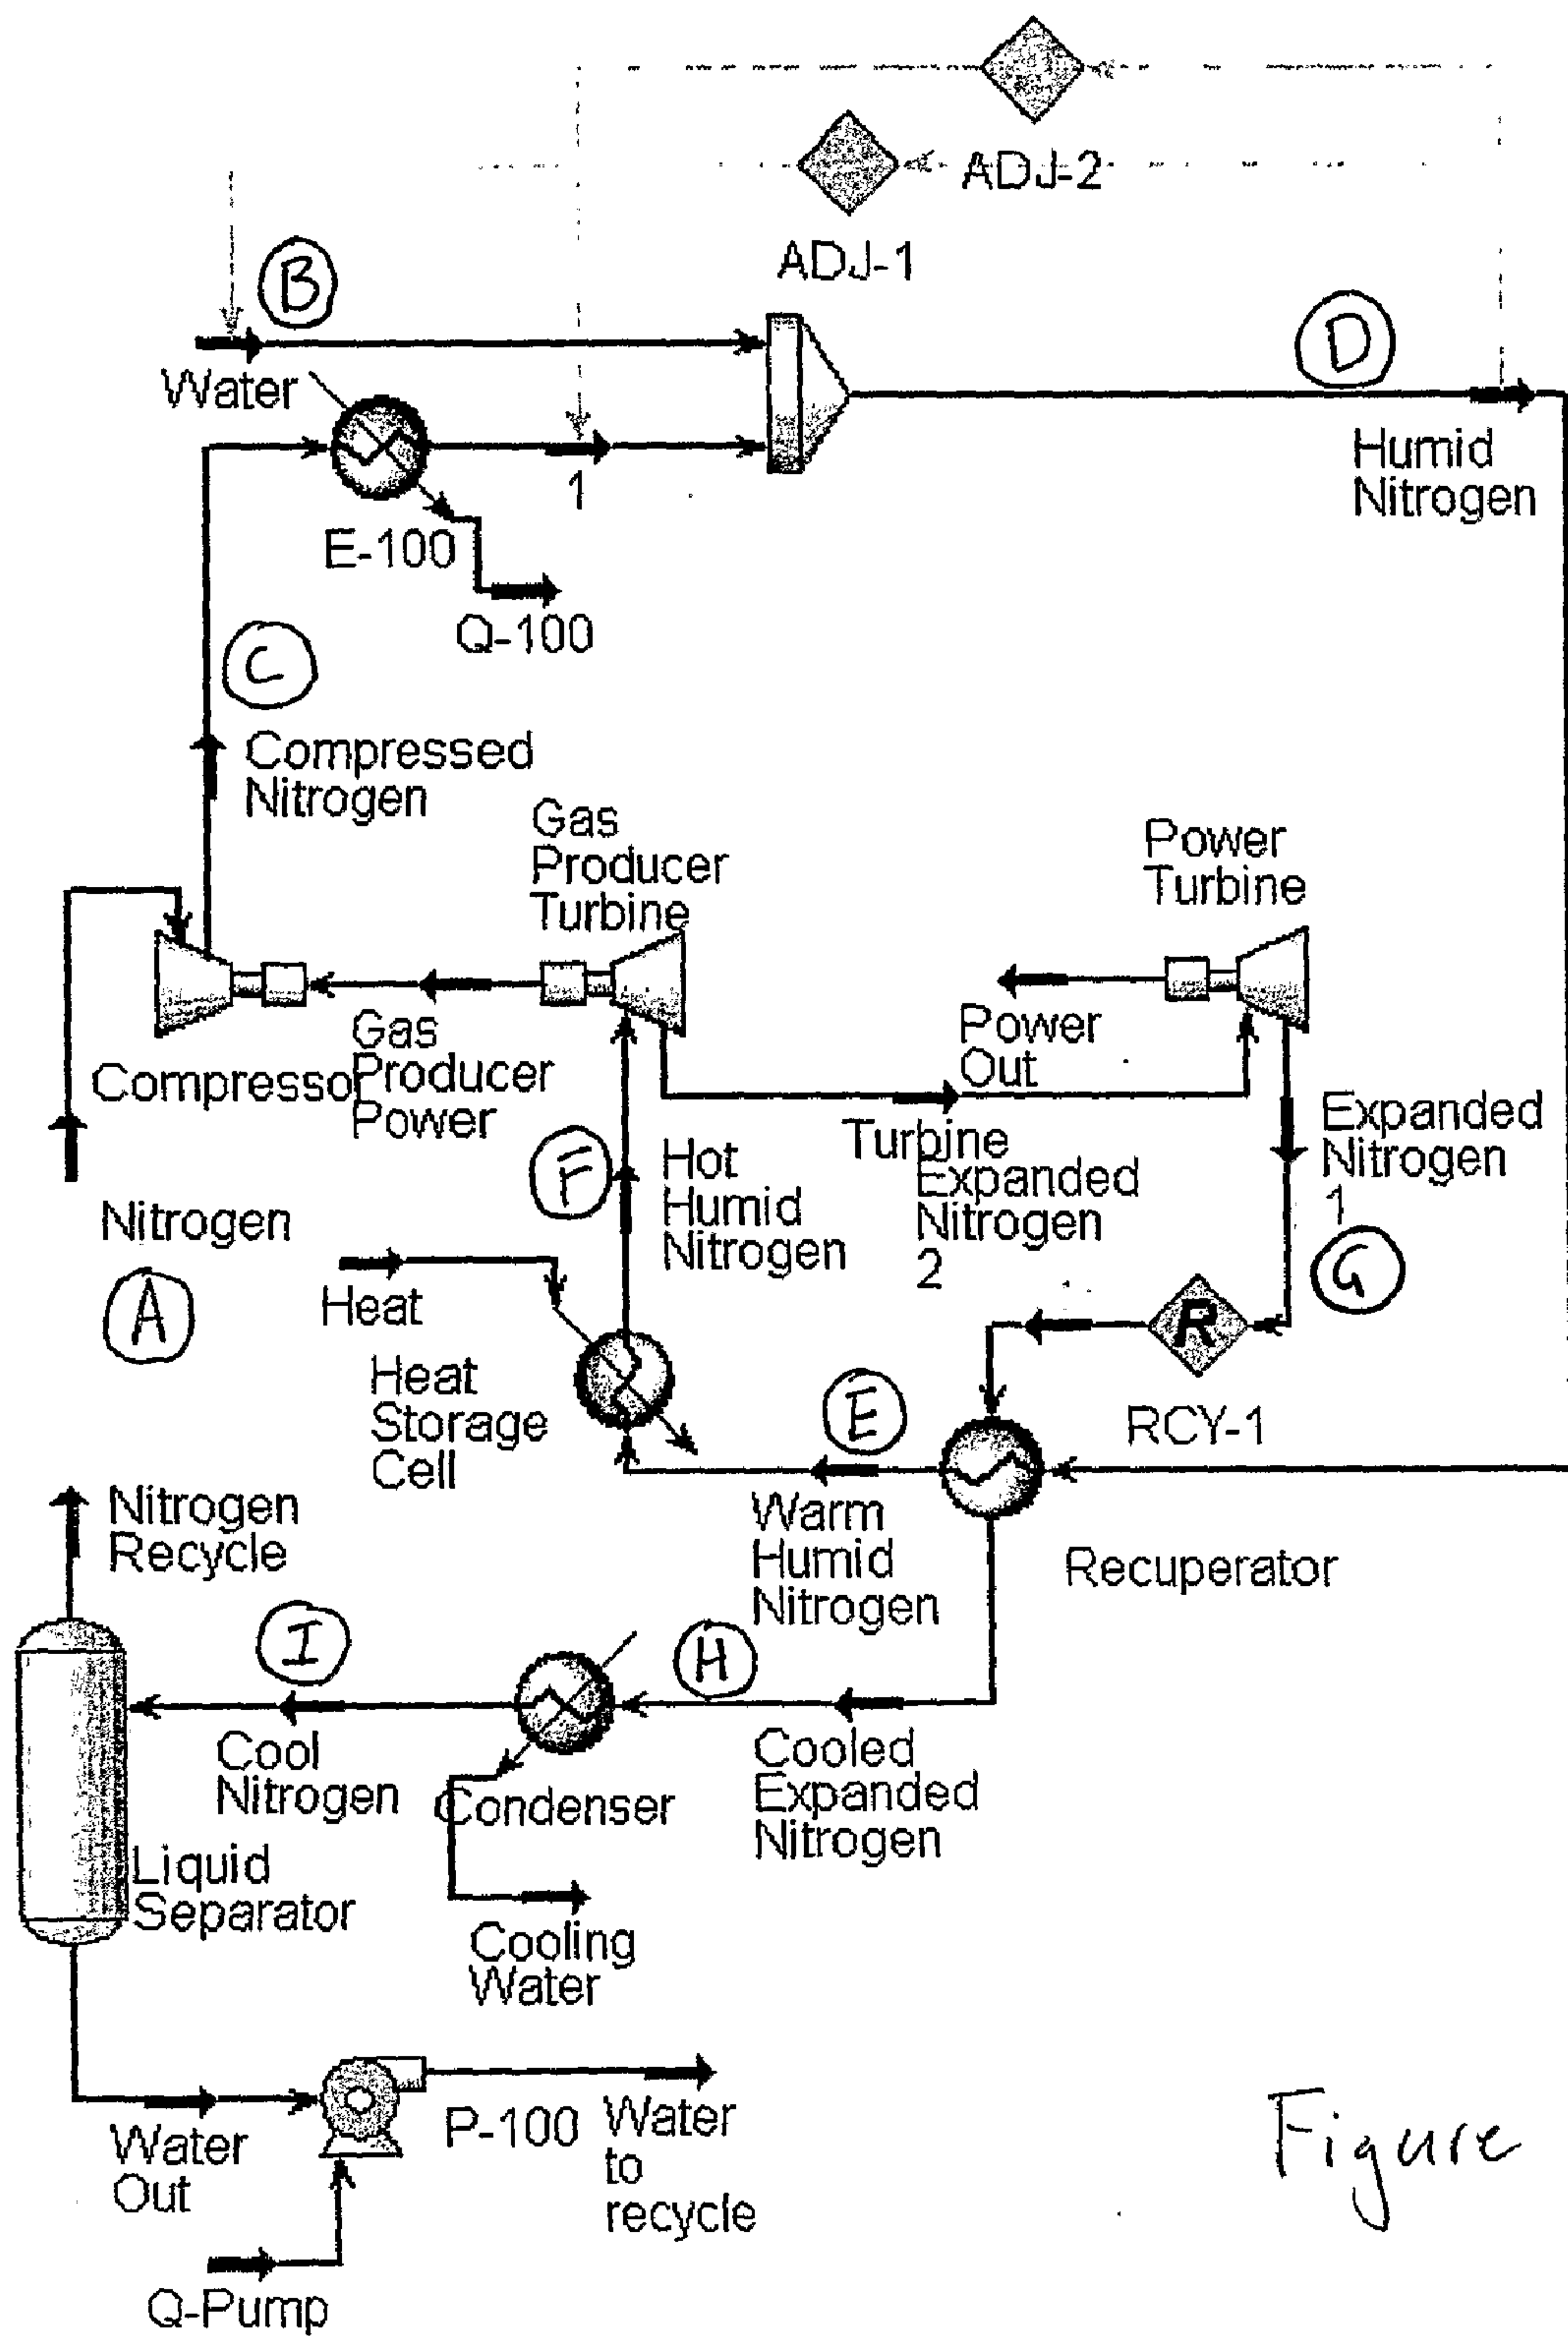 ADJ-2
ADJ-1
B
D
Water
Humid
Nitrogen
1
E-100
Q-100
C
Compressed
Nitrogen
Gas
Producer
Turbine
Power
Turbine
Gas
Producer
Power
Compressor
Power
Out
Turbine
Expanded
Nitrogen
2
Expanded
Nitrogen
1
F
Hot
Humid
Nitrogen
Nitrogen
A
G
Heat
R
Heat
Storage
Cell
E
RCY-1
Nitrogen
Recycle
Warm
Humid
Nitrogen
Recuperator
I
H
Cool
Nitrogen
Condenser
Cooled
Expanded
Nitrogen
Liquid
Separator
Cooling
Water
P-100
Water
to
recycle
Water
Out
Q-Pump
Figure